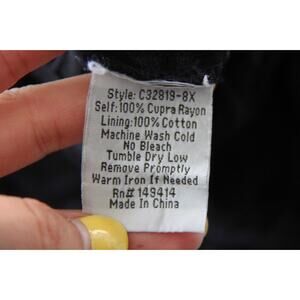 Style: C32819-8X
Self:100% Cupra Rayon
Lining:100% Cotton
Machine Wash Cold
No Bleach
Tumble Dry Low
Remove Promptly
Warm Iron If Needed
Rn# 149414
Made In China